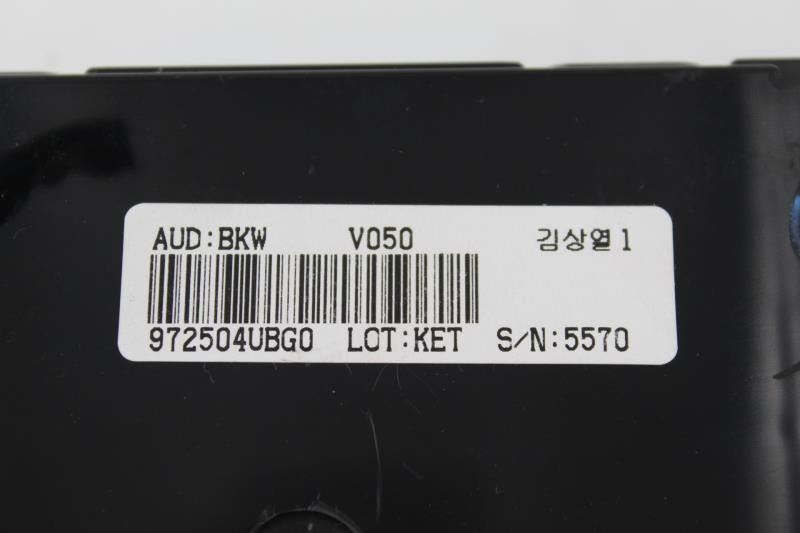 AUD:BKW V050 김상열1
972504UBG0 LOT:KET S/N:5570